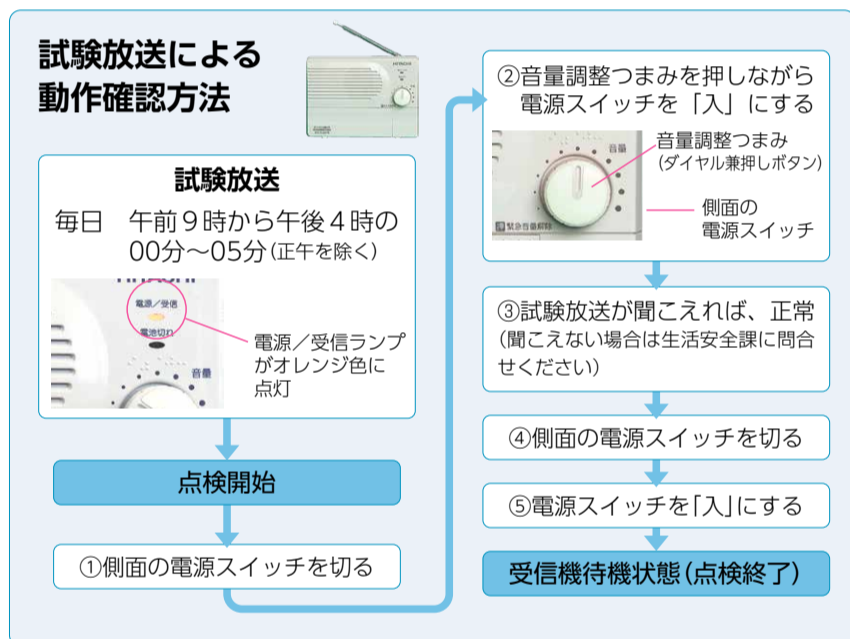 試験放送による
動作確認方法
HITACHI
試験放送
毎日 午前9時から午後4時の
00分〜05分(正午を除く)
電源/受信
電池切れ
音量
電源/受信ランプ
がオレンジ色に
点灯
点検開始
①側面の電源スイッチを切る
②音量調整つまみを押しながら
電源スイッチを「入」にする
音量
緊急音量解除
音量調整つまみ
(ダイヤル兼押しボタン)
側面の
電源スイッチ
③試験放送が聞こえれば、正常
(聞こえない場合は生活安全課に問合
せください)
④側面の電源スイッチを切る
⑤電源スイッチを「入」にする
受信機待機状態(点検終了)